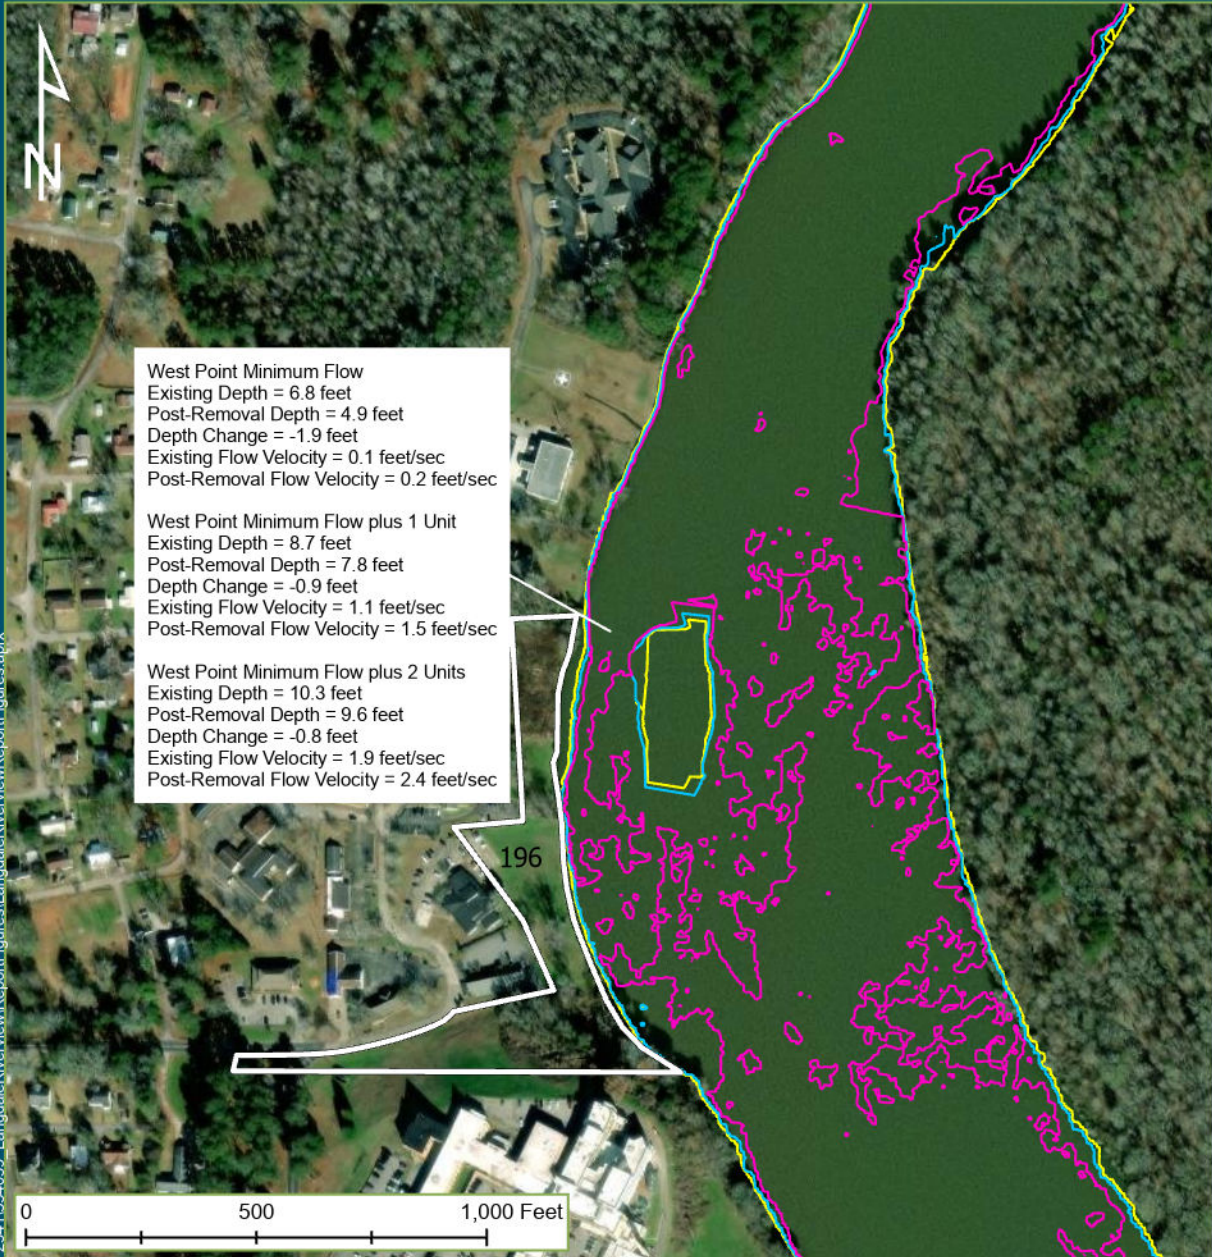 N
West Point Minimum Flow
Existing Depth = 6.8 feet
Post-Removal Depth = 4.9 feet
Depth Change = -1.9 feet
Existing Flow Velocity = 0.1 feet/sec
Post-Removal Flow Velocity = 0.2 feet/sec
West Point Minimum Flow plus 1 Unit
Existing Depth = 8.7 feet
Post-Removal Depth = 7.8 feet
Depth Change = -0.9 feet
Existing Flow Velocity = 1.1 feet/sec
Post-Removal Flow Velocity = 1.5 feet/sec
West Point Minimum Flow plus 2 Units
Existing Depth = 10.3 feet
Post-Removal Depth = 9.6 feet
Depth Change = -0.8 feet
Existing Flow Velocity = 1.9 feet/sec
Post-Removal Flow Velocity = 2.4 feet/sec
196
0 500 1,000 Feet